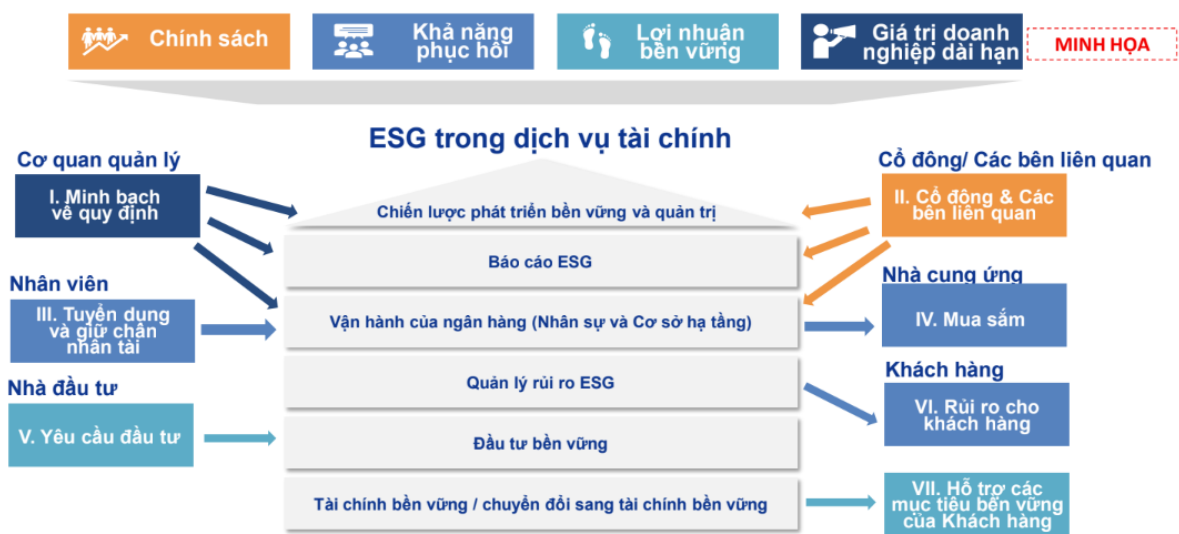 Chính sách
Khả năng
phục hồi
Lợi nhuận
bền vững
Giá trị doanh
nghiệp dài hạn
MINH HỌA
ESG trong dịch vụ tài chính
Cơ quan quản lý
I. Minh bạch
về quy định
Cổ đông/ Các bên liên quan
II. Cổ đông & Các
bên liên quan
Chiến lược phát triển bền vững và quản trị
Báo cáo ESG
Nhân viên
III. Tuyển dụng
và giữ chân
nhân tài
Vận hành của ngân hàng (Nhân sự và Cơ sở hạ tầng)
Nhà cung ứng
IV. Mua sắm
Quản lý rủi ro ESG
Khách hàng
VI. Rủi ro cho
khách hàng
Nhà đầu tư
V. Yêu cầu đầu tư
Đầu tư bền vững
Tài chính bền vững / chuyển đổi sang tài chính bền vững
VII. Hỗ trợ các
mục tiêu bền vững
của Khách hàng